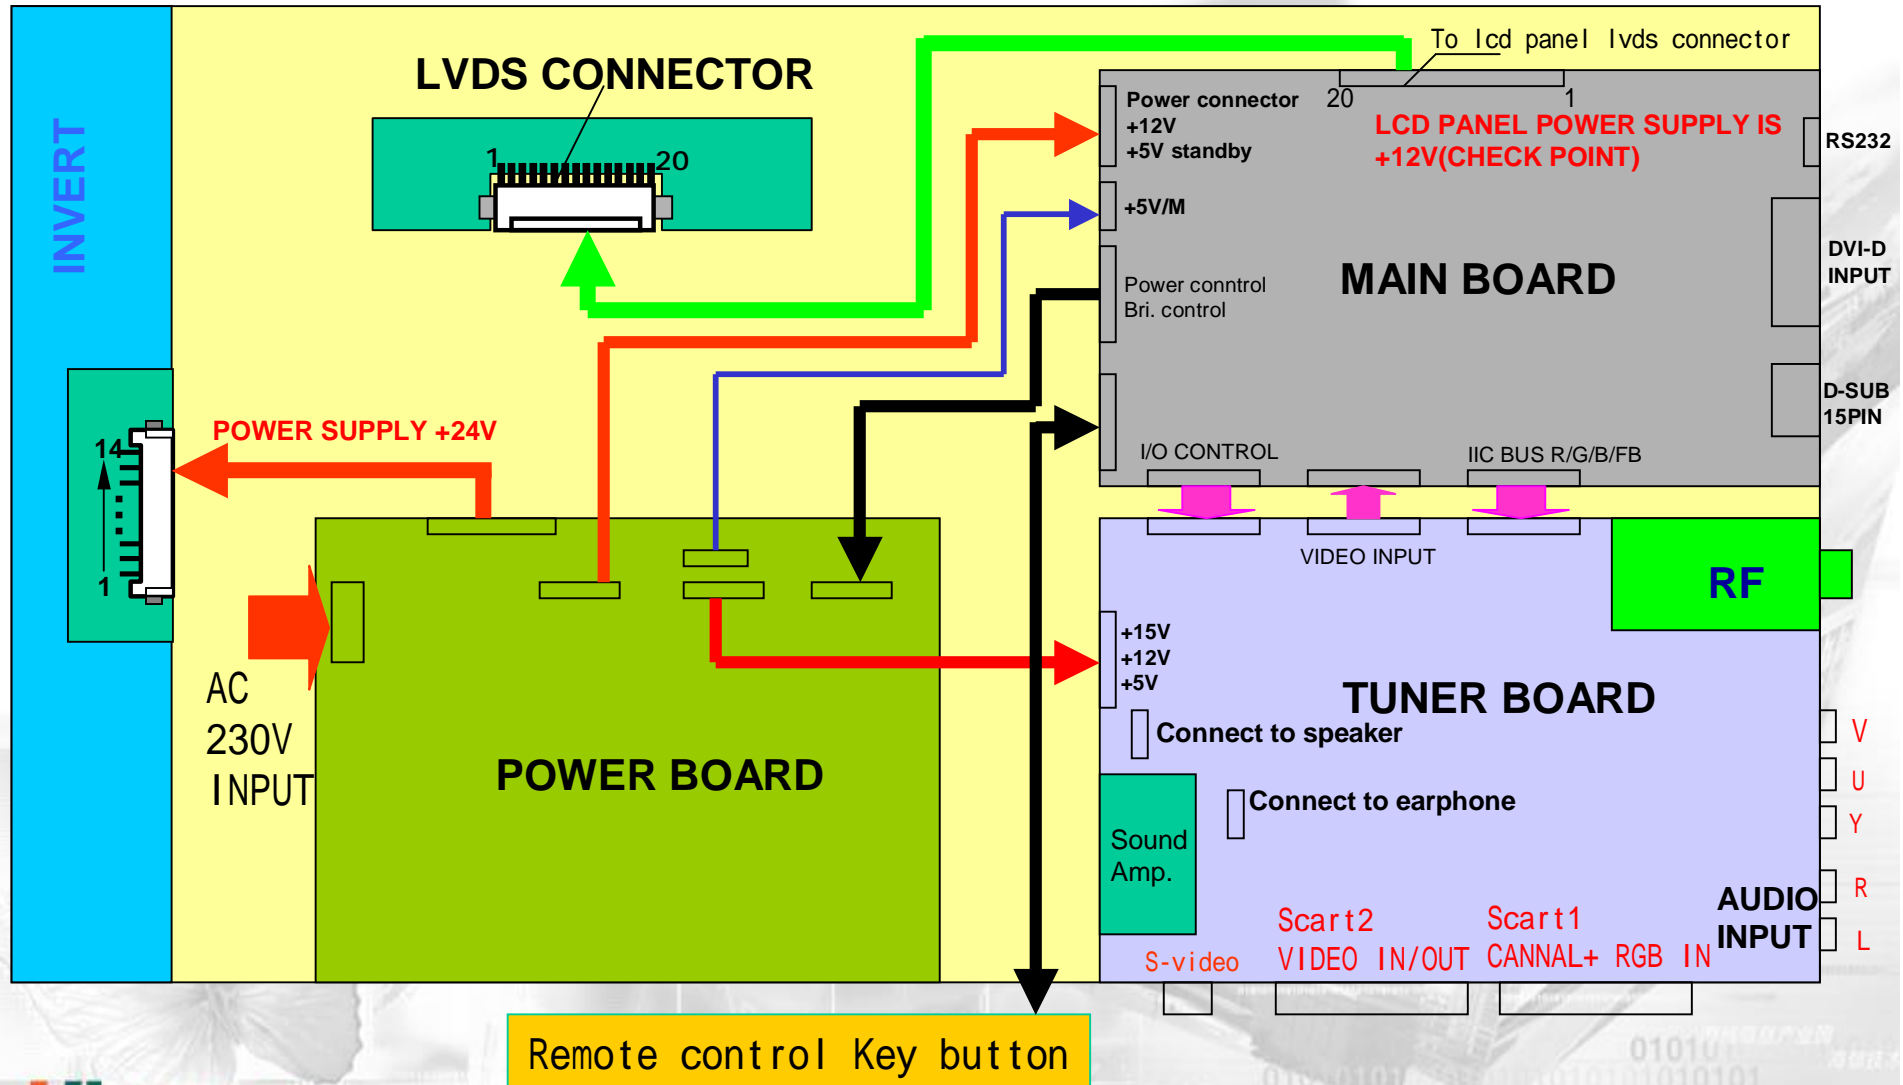 To lcd panel lvds connector
LVDS CONNECTOR
INVERT
1
20
Power connector
+12V
+5V standby
20
1
LCD PANEL POWER SUPPLY IS
+12V(CHECK POINT)
RS232
+5V/M
MAIN BOARD
DVI-D
INPUT
Power conntrol
Bri. control
D-SUB
15PIN
POWER SUPPLY +24V
14
1
I/O CONTROL
IIC BUS R/G/B/FB
VIDEO INPUT
RF
+15V
+12V
+5V
AC
230V
INPUT
TUNER BOARD
POWER BOARD
Connect to speaker
Connect to earphone
Sound
Amp.
V
U
Y
R
L
AUDIO
INPUT
S-video
Scart2
VIDEO IN/OUT
Scart1
CANNAL+ RGB IN
Remote control Key button